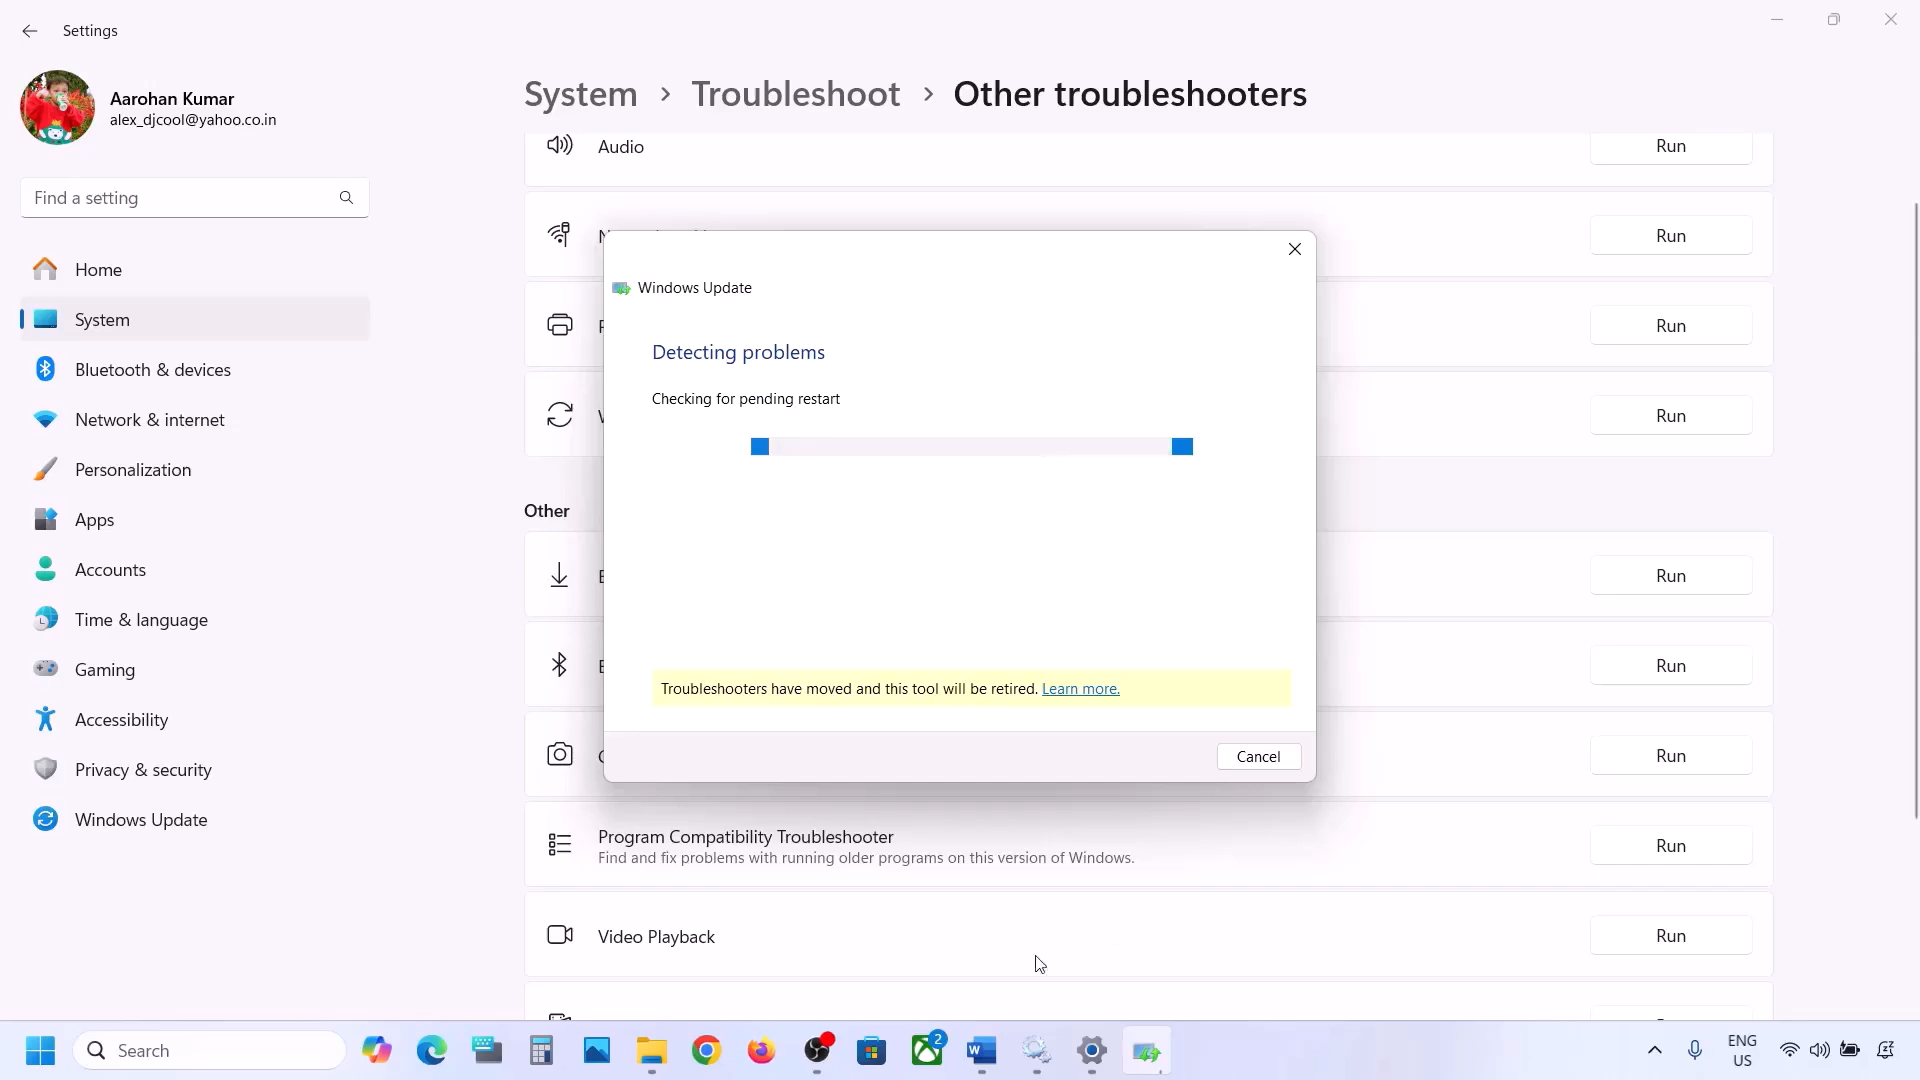 Settings
Aarohan Kumar
alex_djcool@yahoo.co.in
Find a setting
Home
System
Bluetooth & devices
Network & internet
Personalization
Apps
Accounts
Time & language
Gaming
Accessibility
Privacy & security
Windows Update
System > Troubleshoot > Other troubleshooters
Audio
Run
Run
Run
Run
Other
Run
Run
Run
Program Compatibility Troubleshooter
Find and fix problems with running older programs on this version of Windows.
Run
Video Playback
Run
Windows Update
Detecting problems
Checking for pending restart
Troubleshooters have moved and this tool will be retired. Learn more.
Cancel
Search
2
ENG
US